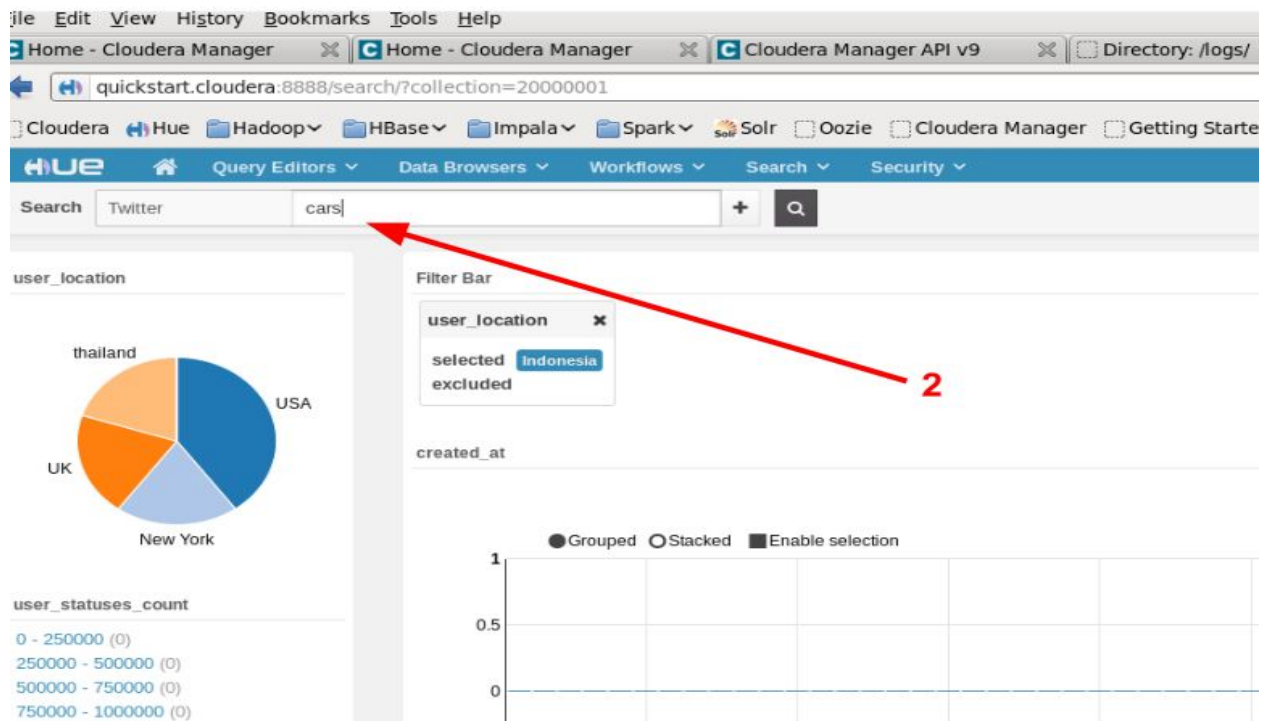 ile Edit View History Bookmarks Tools Help
Home - Cloudera Manager Home - Cloudera Manager Cloudera Manager API v9 Directory: /logs/
quickstart.cloudera:8888/search/?collection=20000001
Cloudera Hue Hadoop HBase Impala Spark Solr Solr Oozie Cloudera Manager Getting Starte
HUE Query Editors Data Browsers Workflows Search Security
Search Twitter cars
user_location
thailand
USA
UK
New York
user_statuses_count
0 - 250000 (0)
250000 - 500000 (0)
500000 - 750000 (0)
750000 - 1000000 (0)
Filter Bar
user_location
selected Indonesia
excluded
2
created_at
Grouped Stacked Enable selection
1
0.5
0